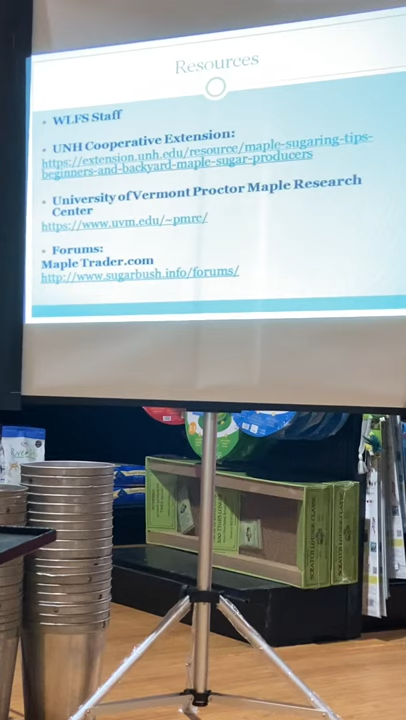 Resources
WLFS Staff
UNH Cooperative Extension:
https://extension.unh.edu/resource/maple-sugaring-tips-
beginners-and-backyard-maple-sugar-producers
University of Vermont Proctor Maple Research
Center
https://www.uvm.edu/~pmrc/
Forums:
MapleTrader.com
http://www.sugarbush.info/forums/